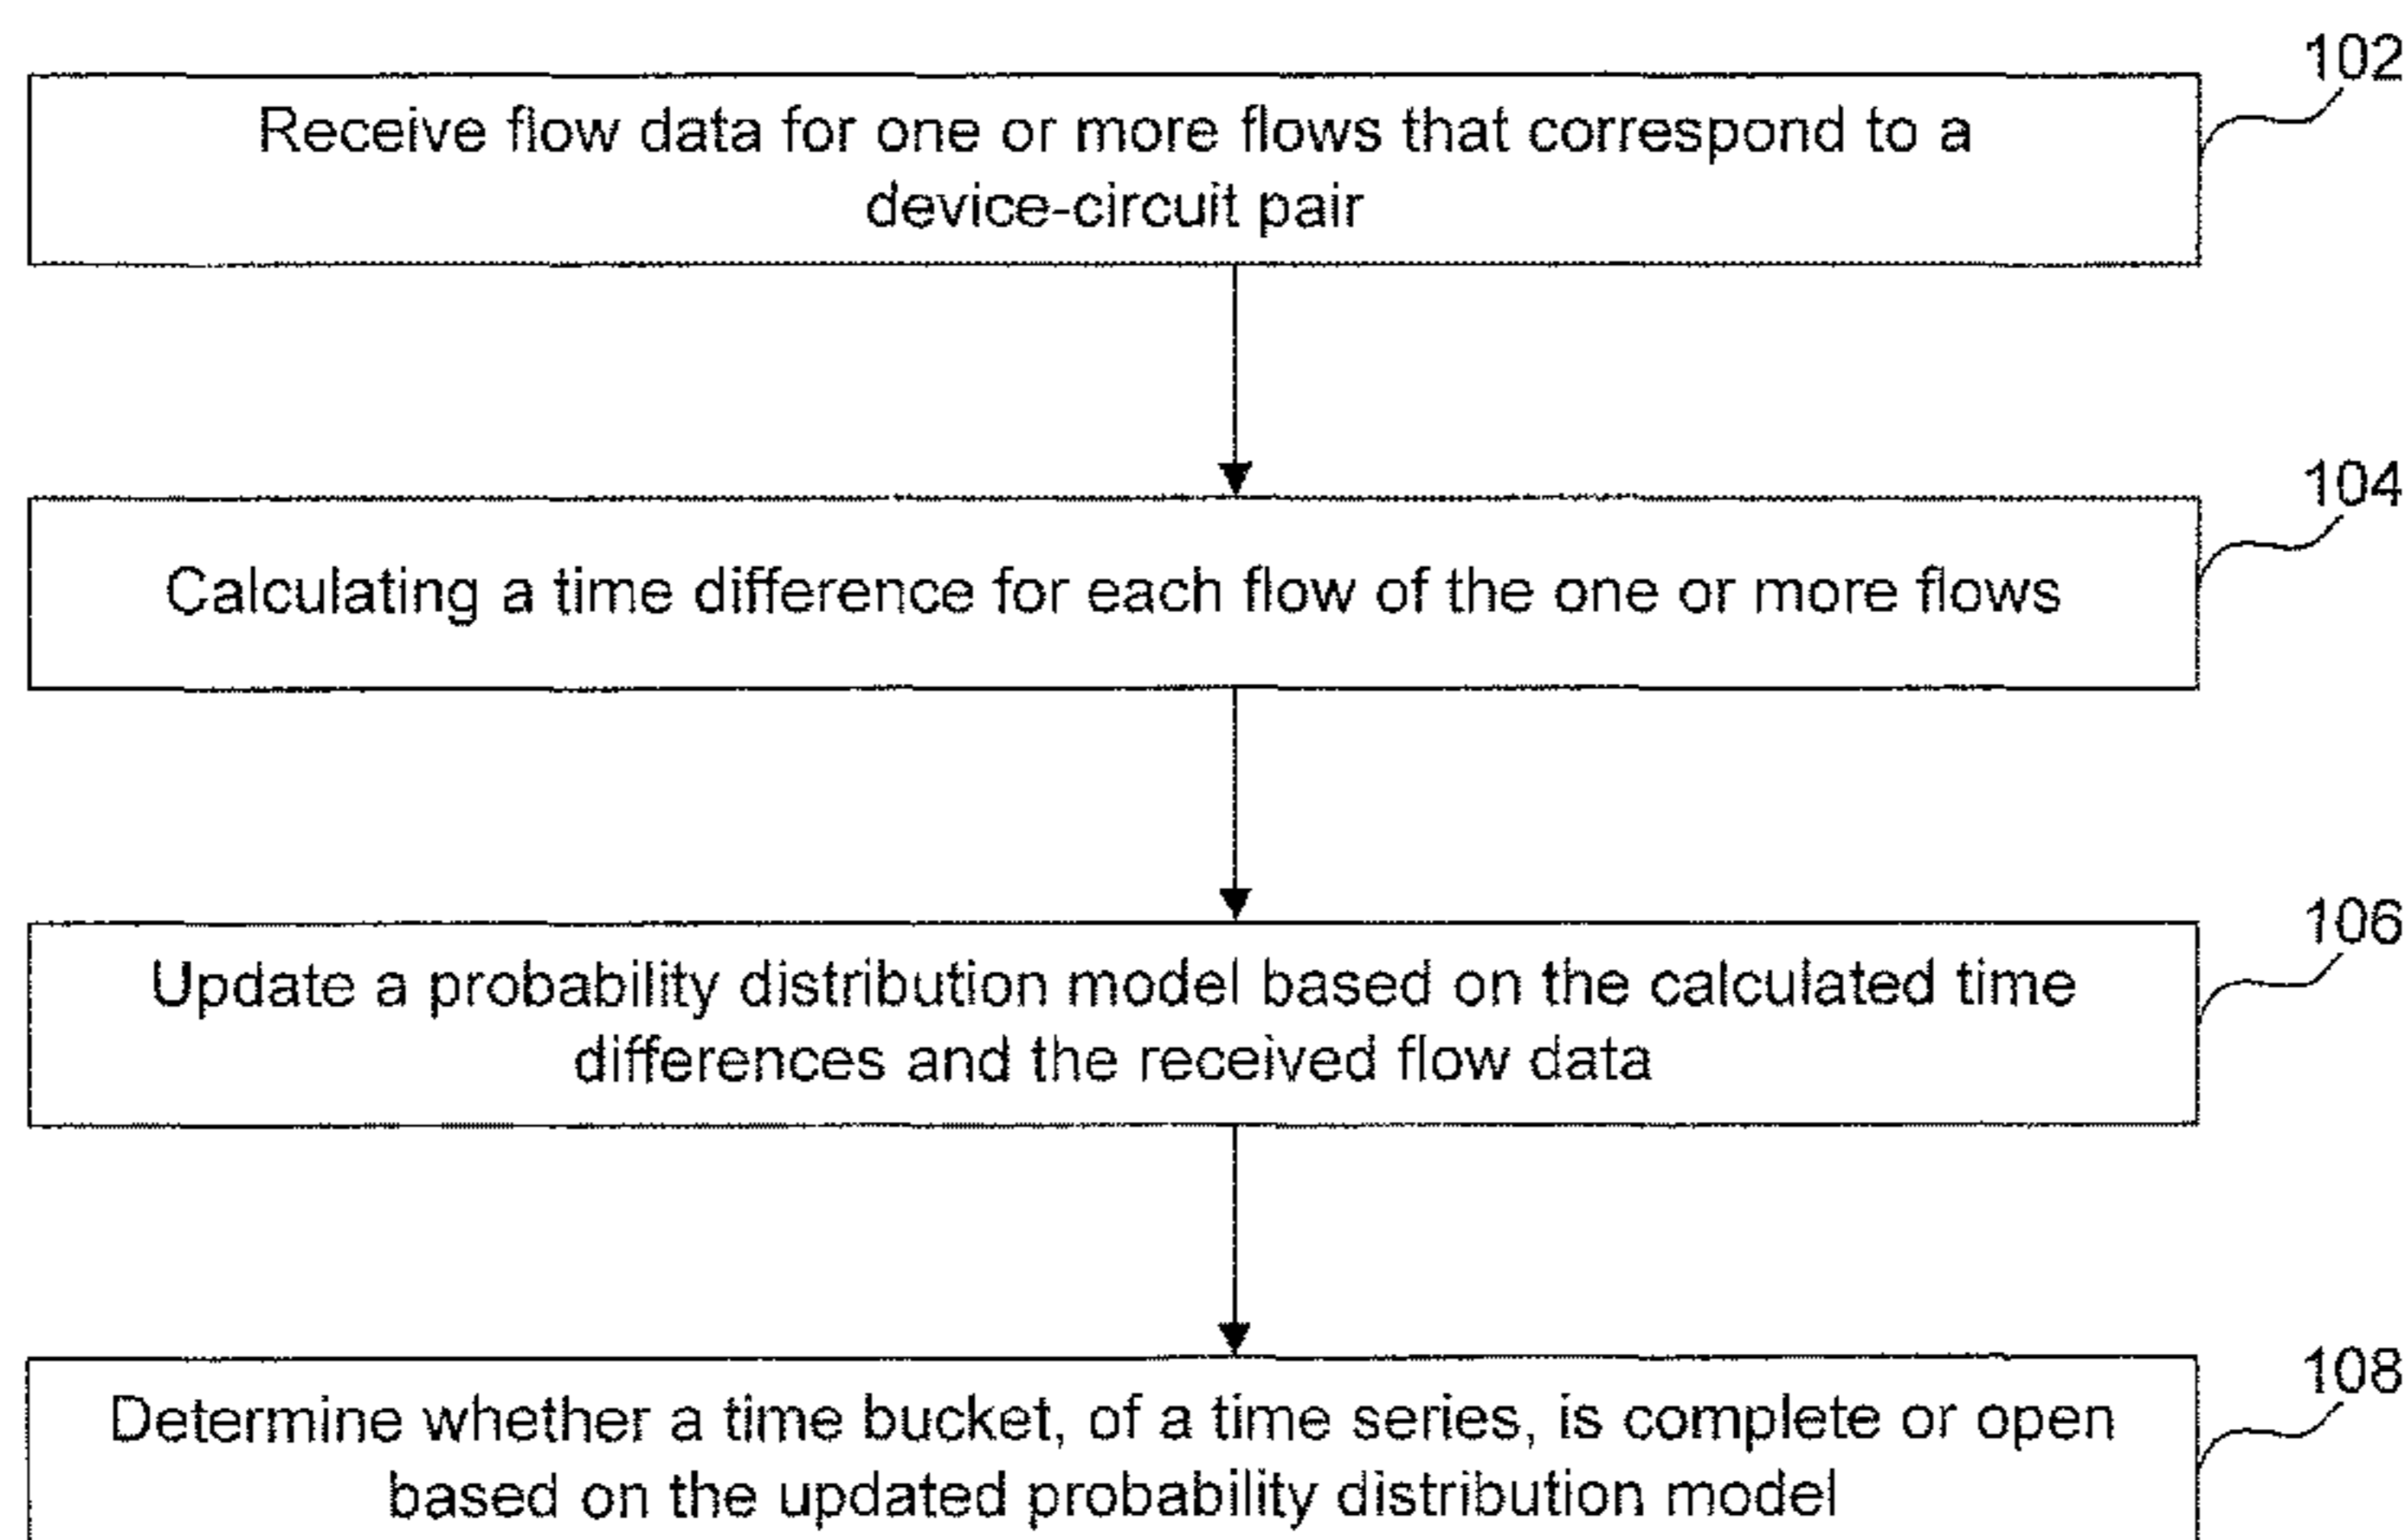 102
Receive flow data for one or more flows that correspond to a
device-circuit pair
104
Calculating a time difference for each flow of the one or more flows
106
Update a probability distribution model based on the calculated time
differences and the received flow data
108
Determine whether a time bucket, of a time series, is complete or open
based on the updated probability distribution model